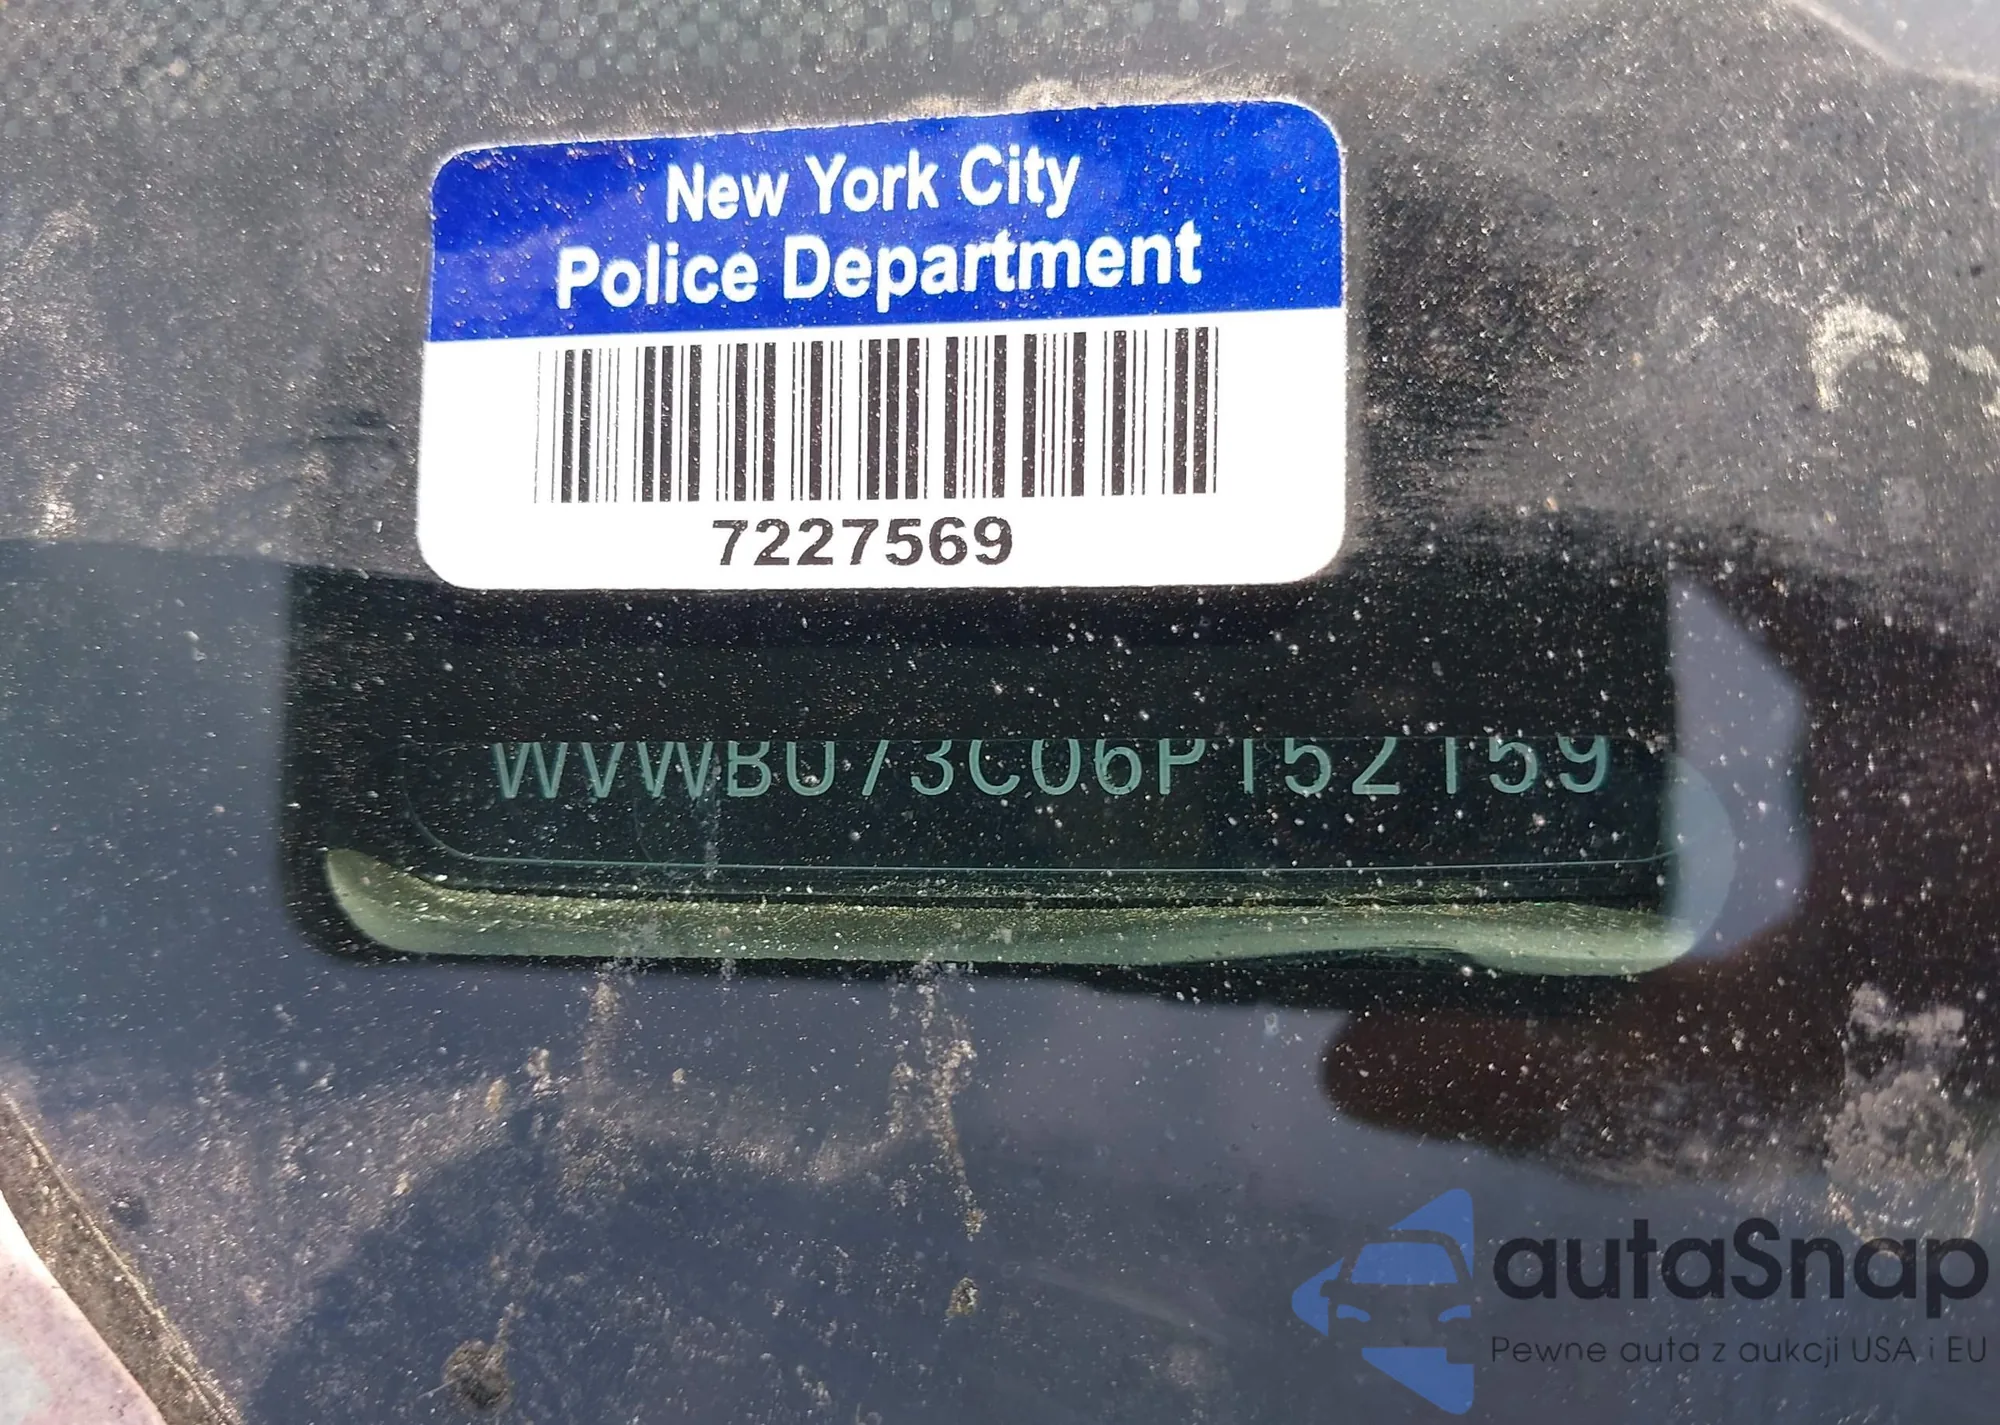 New York City
Police Department
7227569
WVWBU73C06P152159
autaSnap
Pewne auta z aukcji USA i EU